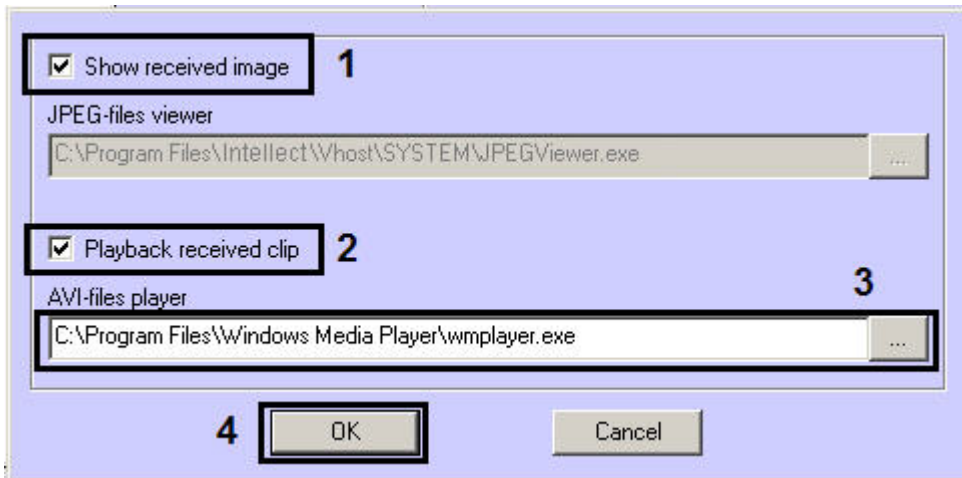 Show received image 1
JPEG-files viewer
C:\Program Files\Intellect\Vhost\SYSTEM\JPEGViewer.exe ...
Playback received clip 2
3
AVI-files player
C:\Program Files\Windows Media Player\wmplayer.exe ...
4 OK Cancel